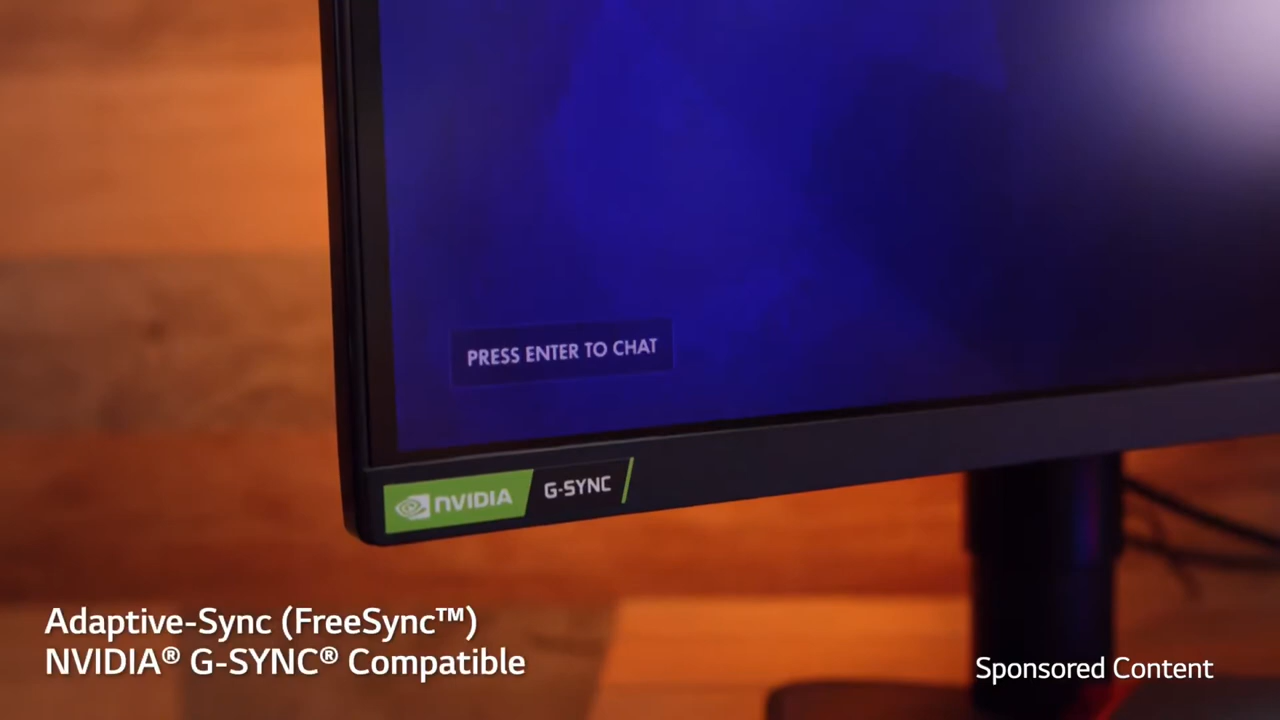 PRESS ENTER TO CHAT
NVIDIA G-SYNC
Adaptive-Sync (FreeSync™)
NVIDIA® G-SYNC® Compatible
Sponsored Content